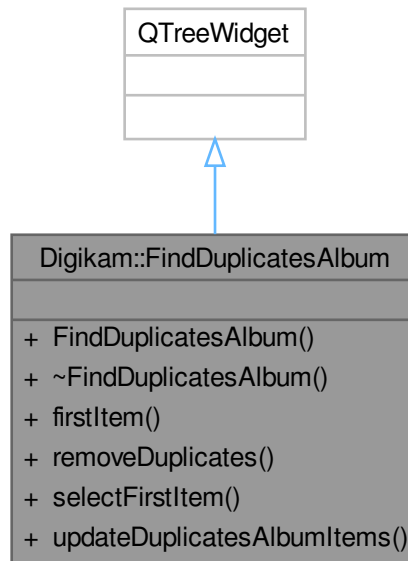 QTreeWidget
Digikam::FindDuplicatesAlbum
+ FindDuplicatesAlbum()
+ ~FindDuplicatesAlbum()
+ firstItem()
+ removeDuplicates()
+ selectFirstItem()
+ updateDuplicatesAlbumItems()